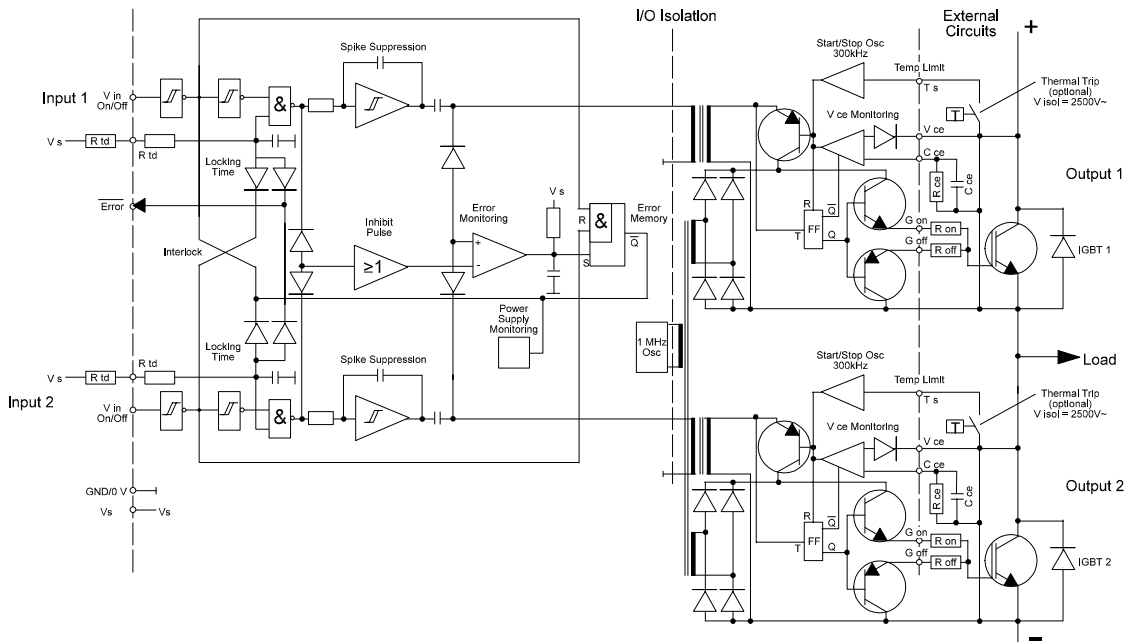 I/O Isolation
External
Circuits
+
Spike Suppression
Start/Stop Osc
300kHz
Temp Limit
T s
Thermal Trip
(optional)
V isol = 2500V~
T
Input 1
V in
On/Off
&
V s
R td
R td
V ce Monitoring
V ce
C ce
R ce
C ce
Output 1
Locking
Time
Error
Interlock
Inhibit
Pulse
≥1
Error
Monitoring
+
-
V s
R
&
S
Q
Error
Memory
R
Q
FF
T
Q
G on
R on
G off
R off
IGBT 1
Power
Supply
Monitoring
1 MHz
Osc
Load
Locking
Time
V s
R td
R td
Spike Suppression
Start/Stop Osc
300kHz
Temp Limit
T s
Thermal Trip
(optional)
V isol = 2500V~
T
Input 2
V in
On/Off
&
V ce Monitoring
V ce
C ce
R ce
C ce
Output 2
GND/0 V
Vs
Vs
R
Q
FF
T
Q
G on
R on
G off
R off
IGBT 2
-